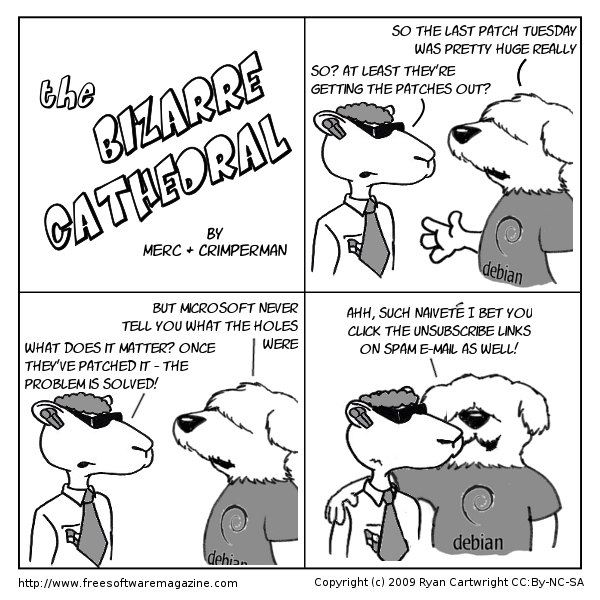 the
BIZARRE
CATHEDRAL
BY
MERC + CRIMPERMAN
SO THE LAST PATCH TUESDAY
WAS PRETTY HUGE REALLY
SO? AT LEAST THEY'RE
GETTING THE PATCHES OUT?
debian
BUT MICROSOFT NEVER
TELL YOU WHAT THE HOLES
WERE
WHAT DOES IT MATTER? ONCE
THEY'VE PATCHED IT - THE
PROBLEM IS SOLVED!
debian
AHH, SUCH NAIVETÉ I BET YOU
CLICK THE UNSUBSCRIBE LINKS
ON SPAM E-MAIL AS WELL!
debian
http://www.freesoftwaremagazine.com
Copyright (c) 2009 Ryan Cartwright CC:By-NC-SA